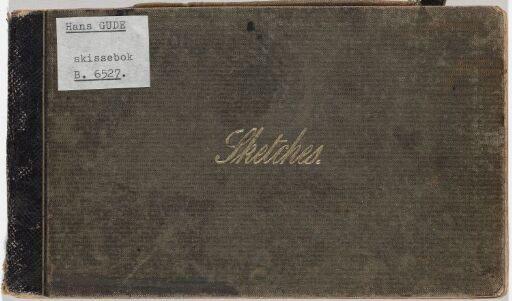 Hans GUDE
skissebok
B. 6527.
Sketches.